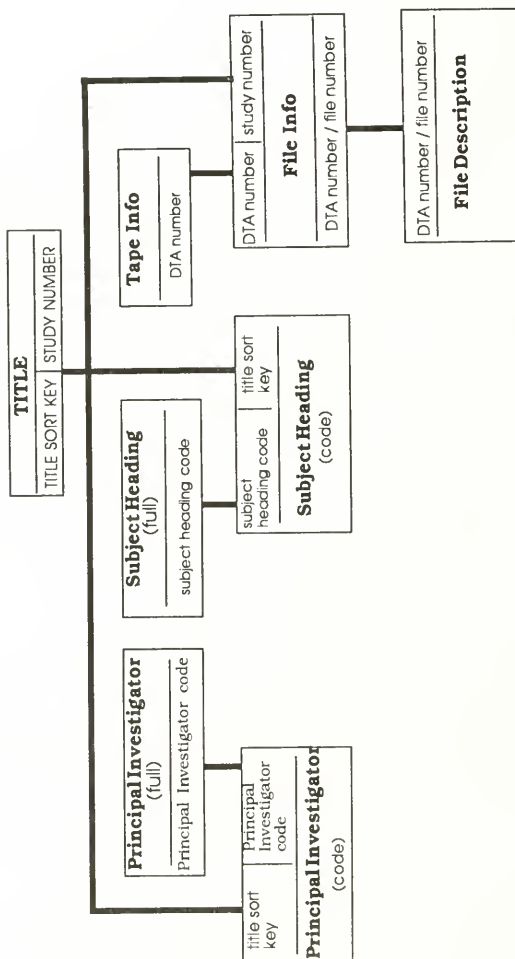 TITLE
TITLE SORT KEY STUDY NUMBER
Principal Investigator
(full)
Principal Investigator code
title sort
key
Principal
Investigator
code
Principal Investigator
(code)
Subject Heading
(full)
subject heading code
subject
heading code
title sort
key
Subject Heading
(code)
Tape Info
DTA number
DTA number study number
File Info
DTA number / file number
DTA number / file number
File Description